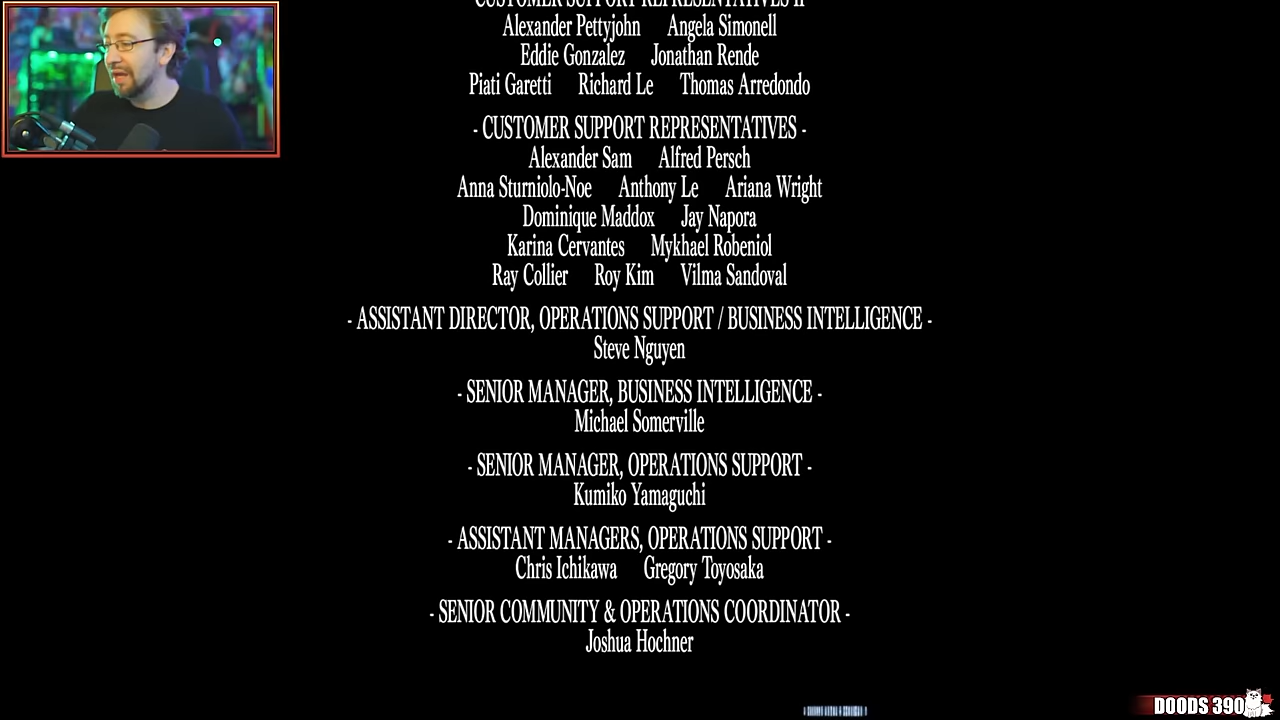 CUSTOMER SUPPORT REPRESENTATIVES II
Alexander Pettyjohn Angela Simonell
Eddie Gonzalez Jonathan Rende
Piati Garetti Richard Le Thomas Arredondo
- CUSTOMER SUPPORT REPRESENTATIVES -
Alexander Sam Alfred Persch
Anna Sturniolo-Noe Anthony Le Ariana Wright
Dominique Maddox Jay Napora
Karina Cervantes Mykhael Robeniol
Ray Collier Roy Kim Vilma Sandoval
- ASSISTANT DIRECTOR, OPERATIONS SUPPORT / BUSINESS INTELLIGENCE -
Steve Nguyen
- SENIOR MANAGER, BUSINESS INTELLIGENCE -
Michael Somerville
- SENIOR MANAGER, OPERATIONS SUPPORT -
Kumiko Yamaguchi
- ASSISTANT MANAGERS, OPERATIONS SUPPORT -
Chris Ichikawa Gregory Toyosaka
- SENIOR COMMUNITY & OPERATIONS COORDINATOR -
Joshua Hochner
DOODS 390